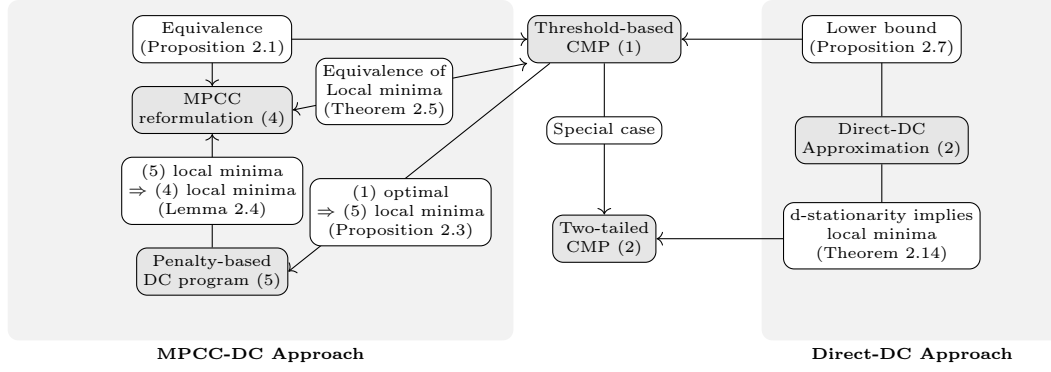 Equivalence
(Proposition 2.1)
Threshold-based
CMP (1)
Lower bound
(Proposition 2.7)
Equivalence of
Local minima
(Theorem 2.5)
MPCC
reformulation (4)
Special case
Direct-DC
Approximation (2)
(5) local minima
⇒ (4) local minima
(Lemma 2.4)
(1) optimal
⇒ (5) local minima
(Proposition 2.3)
Two-tailed
CMP (2)
d-stationarity implies
local minima
(Theorem 2.14)
Penalty-based
DC program (5)
MPCC-DC Approach
Direct-DC Approach